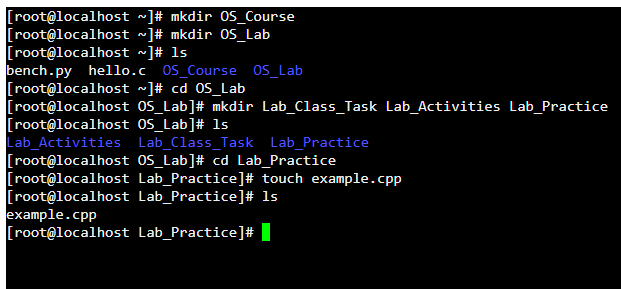 [root@localhost ~]# mkdir OS_Course
[root@localhost ~]# mkdir OS_Lab
[root@localhost ~]# ls
bench.py  hello.c  OS_Course  OS_Lab
[root@localhost ~]# cd OS_Lab
[root@localhost OS_Lab]# mkdir Lab_Class_Task Lab_Activities Lab_Practice
[root@localhost OS_Lab]# ls
Lab_Activities  Lab_Class_Task  Lab_Practice
[root@localhost OS_Lab]# cd Lab_Practice
[root@localhost Lab_Practice]# touch example.cpp
[root@localhost Lab_Practice]# ls
example.cpp
[root@localhost Lab_Practice]#